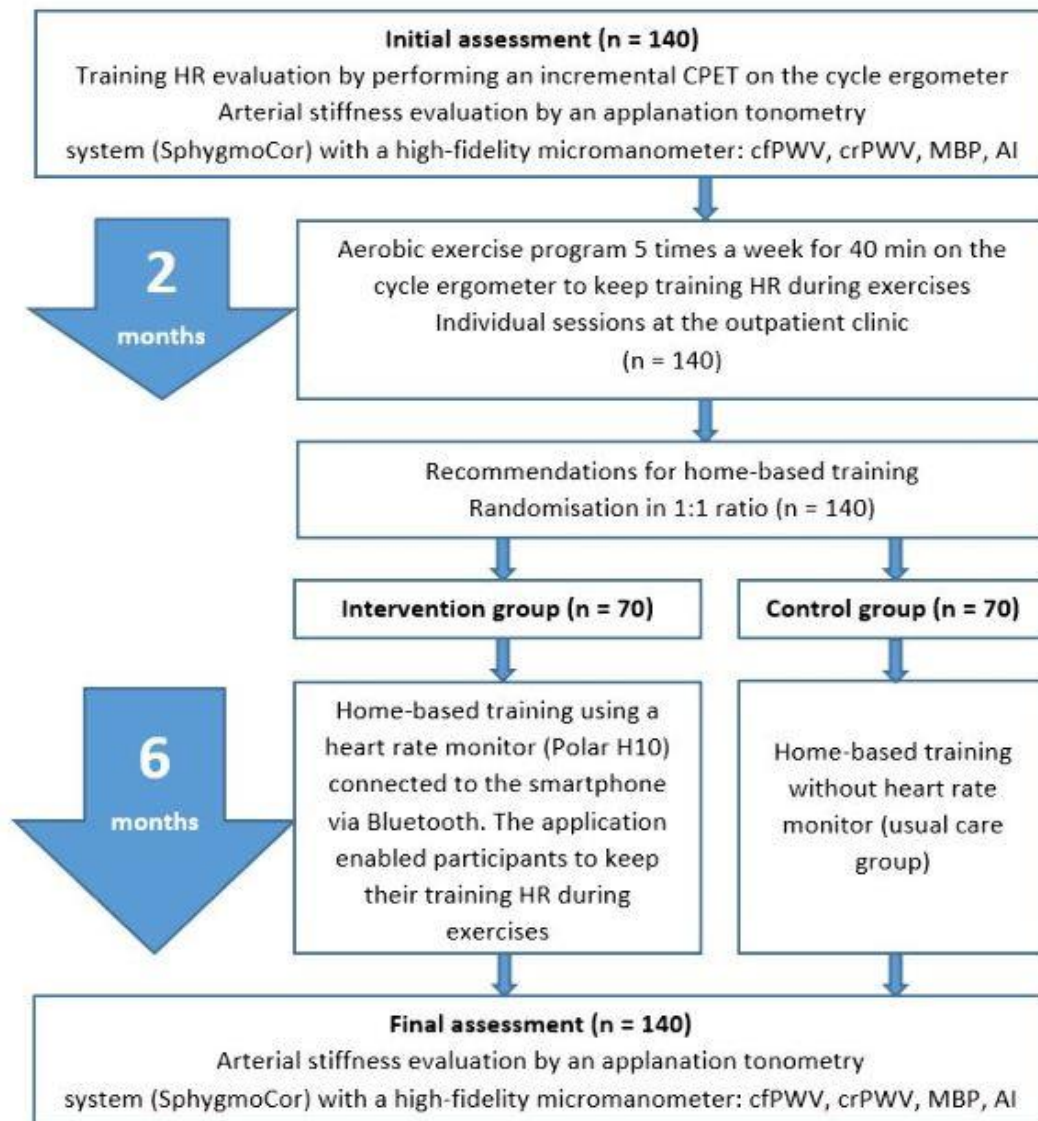 Initial assessment (n = 140)
Training HR evaluation by performing an incremental CPET on the cycle ergometer
Arterial stiffness evaluation by an applanation tonometry
system (SphygmoCor) with a high-fidelity micromanometer: cfPWV, crPWV, MBP, AI
2
months
Aerobic exercise program 5 times a week for 40 min on the
cycle ergometer to keep training HR during exercises
Individual sessions at the outpatient clinic
(n = 140)
Recommendations for home-based training
Randomisation in 1:1 ratio (n = 140)
Intervention group (n = 70)
Control group (n = 70)
6
months
Home-based training using a
heart rate monitor (Polar H10)
connected to the smartphone
via Bluetooth. The application
enabled participants to keep
their training HR during
exercises
Home-based training
without heart rate
monitor (usual care
group)
Final assessment (n = 140)
Arterial stiffness evaluation by an applanation tonometry
system (SphygmoCor) with a high-fidelity micromanometer: cfPWV, crPWV, MBP, AI